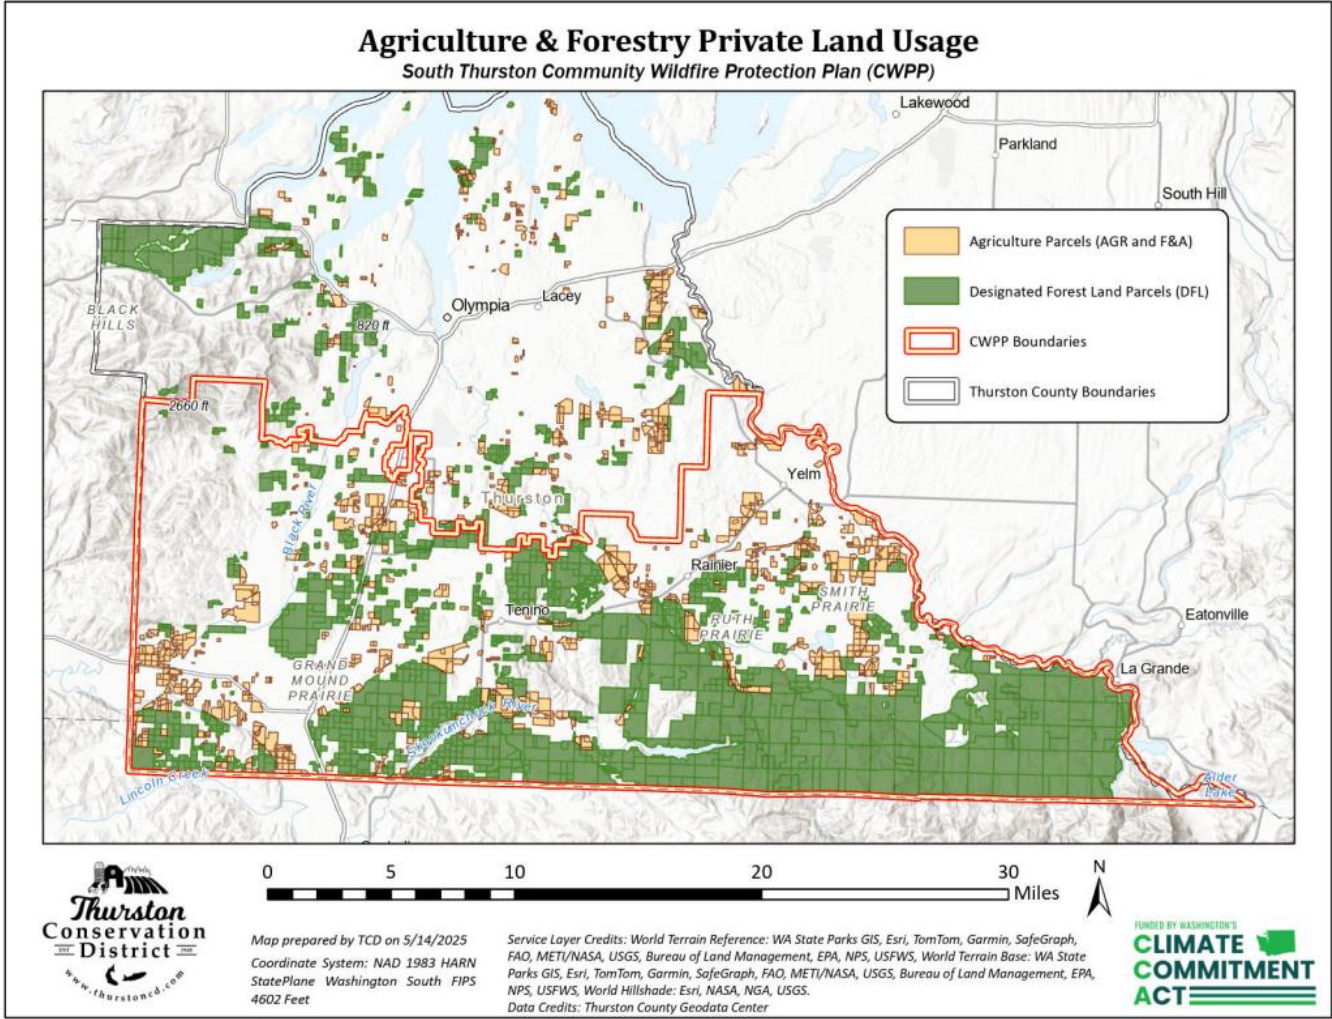 Agriculture & Forestry Private Land Usage
South Thurston Community Wildfire Protection Plan (CWPP)
Lakewood
Parkland
South Hill
Agriculture Parcels (AGR and F&A)
Designated Forest Land Parcels (DFL)
CWPP Boundaries
Thurston County Boundaries
BLACK
HILLS
Olympia
Lacey
820 ft
2660 ft
Yelm
Thurston
Black River
Rainier
SMITH
PRAIRIE
Tenino
RUTH
PRAIRIE
Eatonville
GRAND
MOUND
PRAIRIE
La Grande
Skookumchuck River
Lincoln Creek
Alder
Lake
0 5 10 20 30
Miles
N
Thurston
Conservation
District
www.thurstoncd.com
Map prepared by TCD on 5/14/2025
Coordinate System: NAD 1983 HARN
StatePlane Washington South FIPS
4602 Feet
Service Layer Credits: World Terrain Reference: WA State Parks GIS, Esri, TomTom, Garmin, SafeGraph,
FAO, METI/NASA, USGS, Bureau of Land Management, EPA, NPS, USFWS, World Terrain Base: WA State
Parks GIS, Esri, TomTom, Garmin, SafeGraph, FAO, METI/NASA, USGS, Bureau of Land Management, EPA,
NPS, USFWS, World Hillshade: Esri, NASA, NGA, USGS.
Data Credits: Thurston County Geodata Center
FUNDED BY WASHINGTON'S
CLIMATE
COMMITMENT
ACT